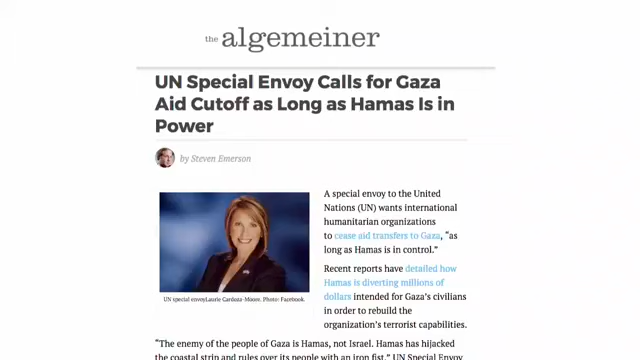 the algemeiner
UN Special Envoy Calls for Gaza
Aid Cutoff as Long as Hamas Is in
Power
by Steven Emerson
A special envoy to the United
Nations (UN) wants international
humanitarian organizations
to cease aid transfers to Gaza, “as
long as Hamas is in control.”
Recent reports have detailed how
Hamas is diverting millions of
dollars intended for Gaza’s civilians
in order to rebuild the
organization’s terrorist capabilities.
UN special envoyLaurie Cardoza-Moore. Photo: Facebook.
“The enemy of the people of Gaza is Hamas, not Israel. Hamas has hijacked
the coastal strip and rules over its people with an iron fist,” UN Special Envoy